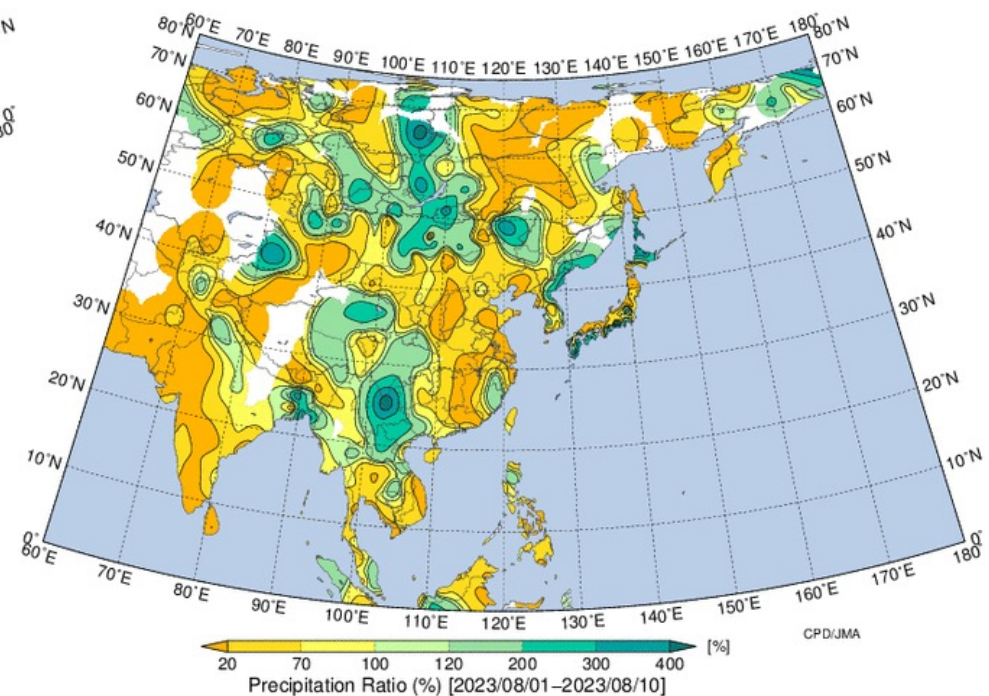 N
0°
80
60°E 70°E 80°E 90°E 100°E 110°E 120°E 130°E 140°E 150°E 160°E 170°E 180°
80°N 80°N
70°N 70°N
60°N 60°N
50°N 50°N
40°N 40°N
30°N 30°N
20°N 20°N
10°N 10°N
0° 0°
60°E 70°E 80°E 90°E 100°E 110°E 120°E 130°E 140°E 150°E 160°E 170°E 180°
CPD/JMA
[%]
20 70 100 120 200 300 400
Precipitation Ratio (%) [2023/08/01−2023/08/10]